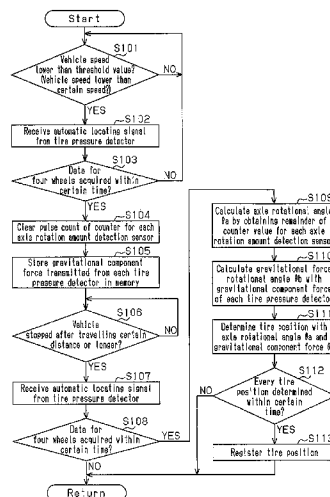 Start
S101
Vehicle speed
lower than threshold value?
(Vehicle speed lower than
certain speed?)
NO
YES
S102
Receive automatic locating signal
from tire pressure detector
S103
Data for
four wheels acquired within
certain time?
NO
YES
S104
Clear pulse count of counter for each
axis rotation amount detection sensor
S105
Store gravitational component
force transmitted from each tire
pressure detector in memory
S106
Vehicle
stopped after travelling certain
distance or longer?
NO
YES
S107
Receive automatic locating signal
from tire pressure detector
S108
Data for
four wheels acquired within
certain time?
YES
NO
Return
S109
Calculate axle rotational angle
θa by obtaining remainder of
counter value for each axle
rotation amount detection sensor
S110
Calculate gravitational force
rotational angle θb with
gravitational component force
of each tire pressure detector
S111
Determine tire position with
axle rotational angle θa and
gravitational component force θb
S112
Every tire
position determined
within certain
time?
NO
YES
S113
Register tire position